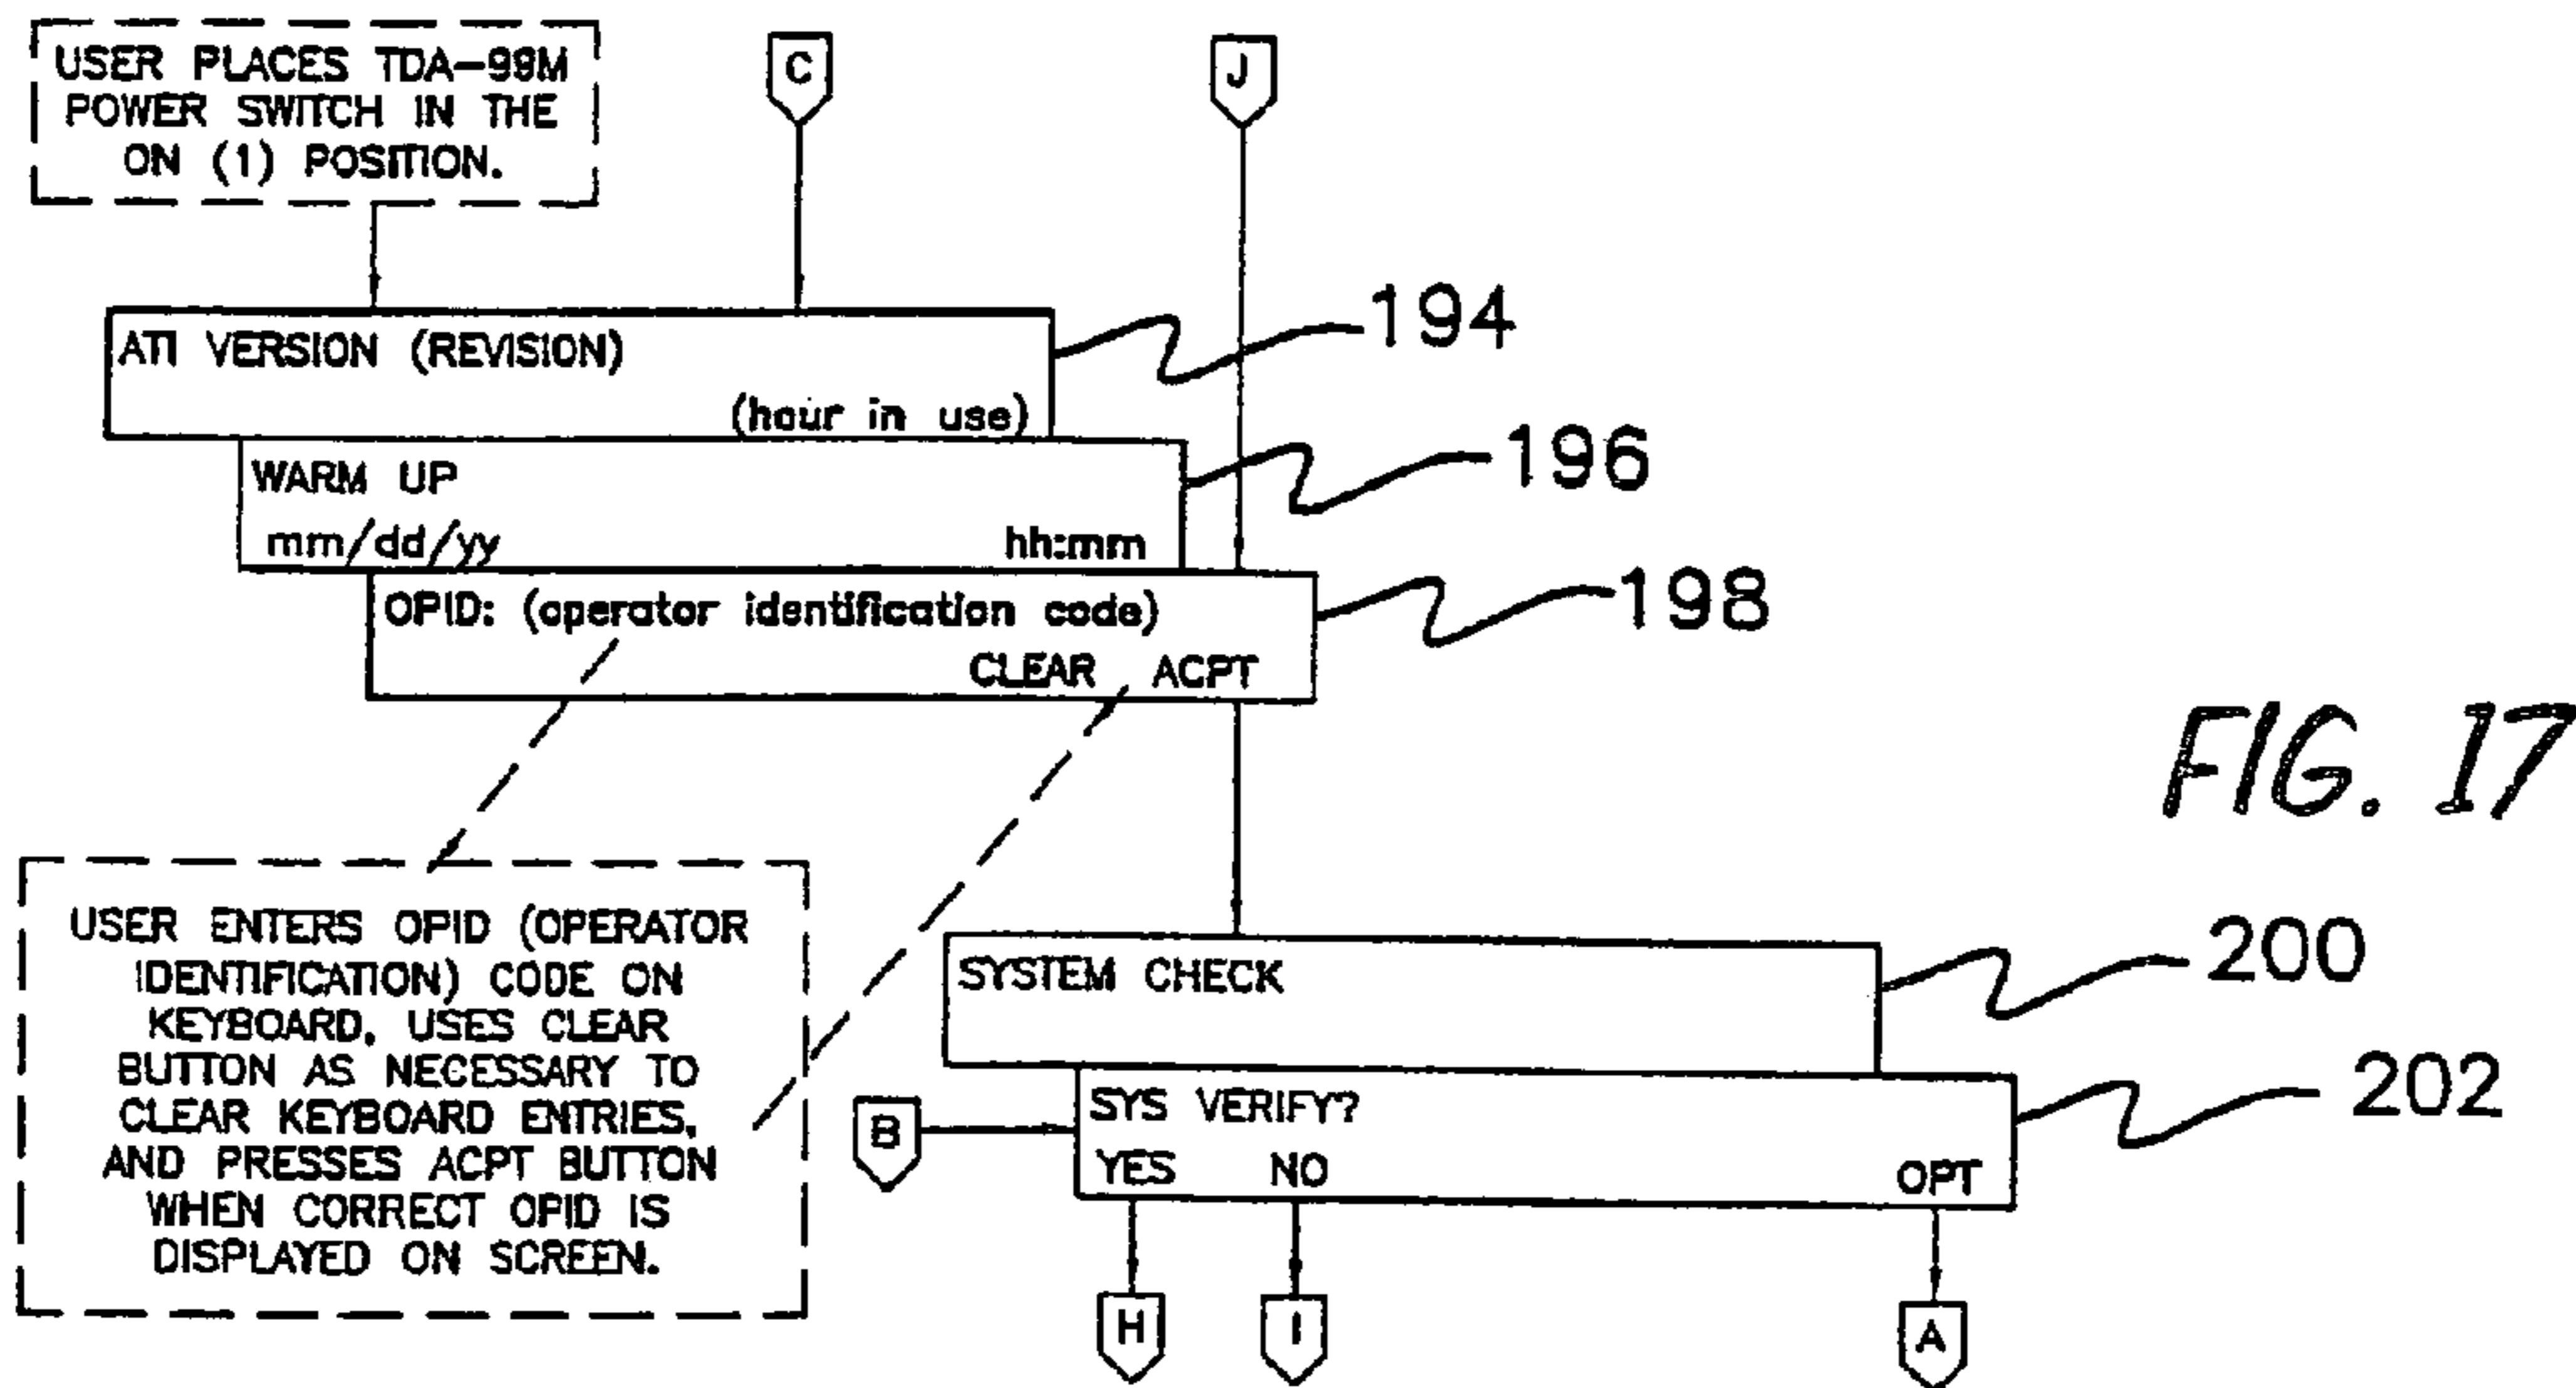 USER PLACES TDA-99M
POWER SWITCH IN THE
ON (1) POSITION.
C
J
ATI VERSION (REVISION)
(hour in use)
194
WARM UP
mm/dd/yy hh:mm
196
OPID: (operator identification code)
CLEAR ACPT
198
FIG. 17
USER ENTERS OPID (OPERATOR
IDENTIFICATION) CODE ON
KEYBOARD, USES CLEAR
BUTTON AS NECESSARY TO
CLEAR KEYBOARD ENTRIES,
AND PRESSES ACPT BUTTON
WHEN CORRECT OPID IS
DISPLAYED ON SCREEN.
SYSTEM CHECK
200
B
SYS VERIFY?
YES NO OPT
202
H
I
A